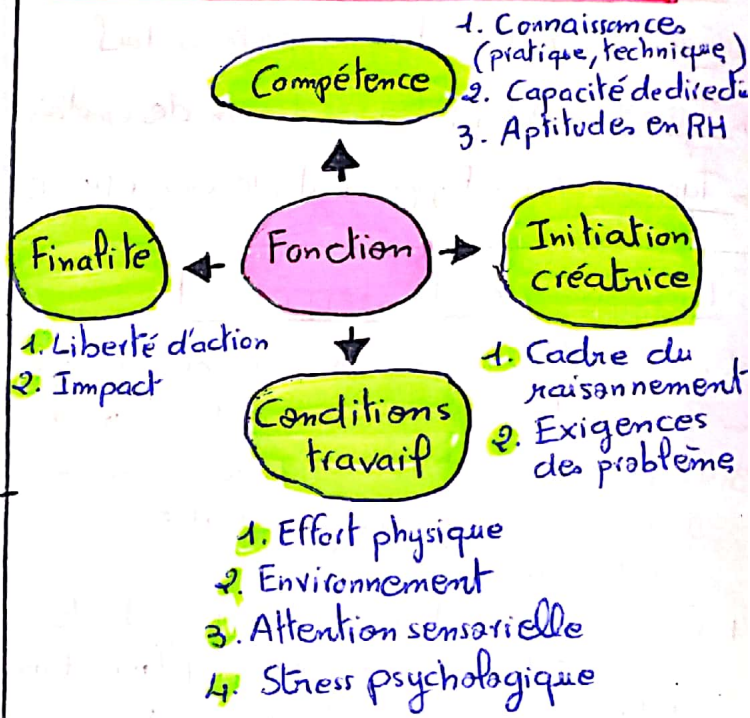 Compétence
1. Connaissances
(pratique, technique)
2. Capacité de
3. Aptitudes en RH
Finalité
1. Liberté d'action
2. Impact
Fonction
Initiation
créatrice
1. Cadre du
raisonnement
2. Exigences
des problème
Conditions
travail
1. Effort physique
2. Environnement
3. Attention sensorielle
4. Stress psychologique